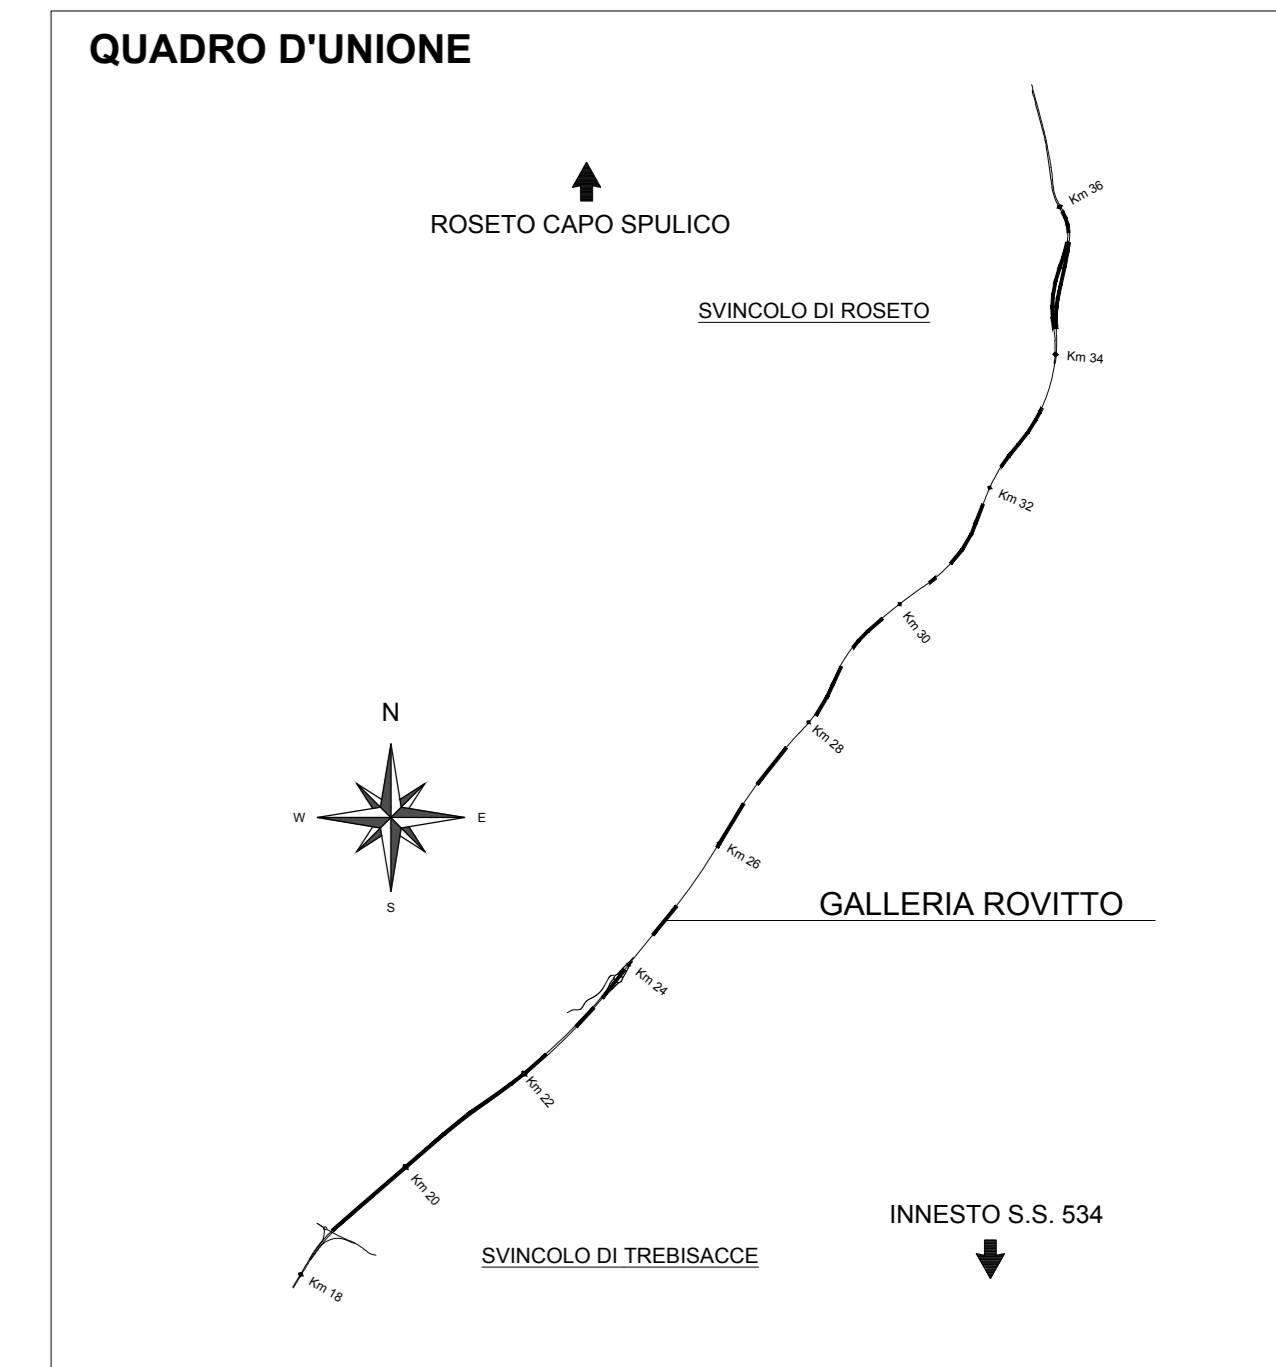 QUADRO D'UNIONE
Km 36
ROSETO CAPO SPULICO
SVINCOLO DI ROSETO
Km 34
Km 32
Km 30
N
Km 28
W
E
Km 26
S
GALLERIA ROVITTO
Km 24
Km 22
Km 20
INNESTO S.S. 534
SVINCOLO DI TREBISACCE
Km 18